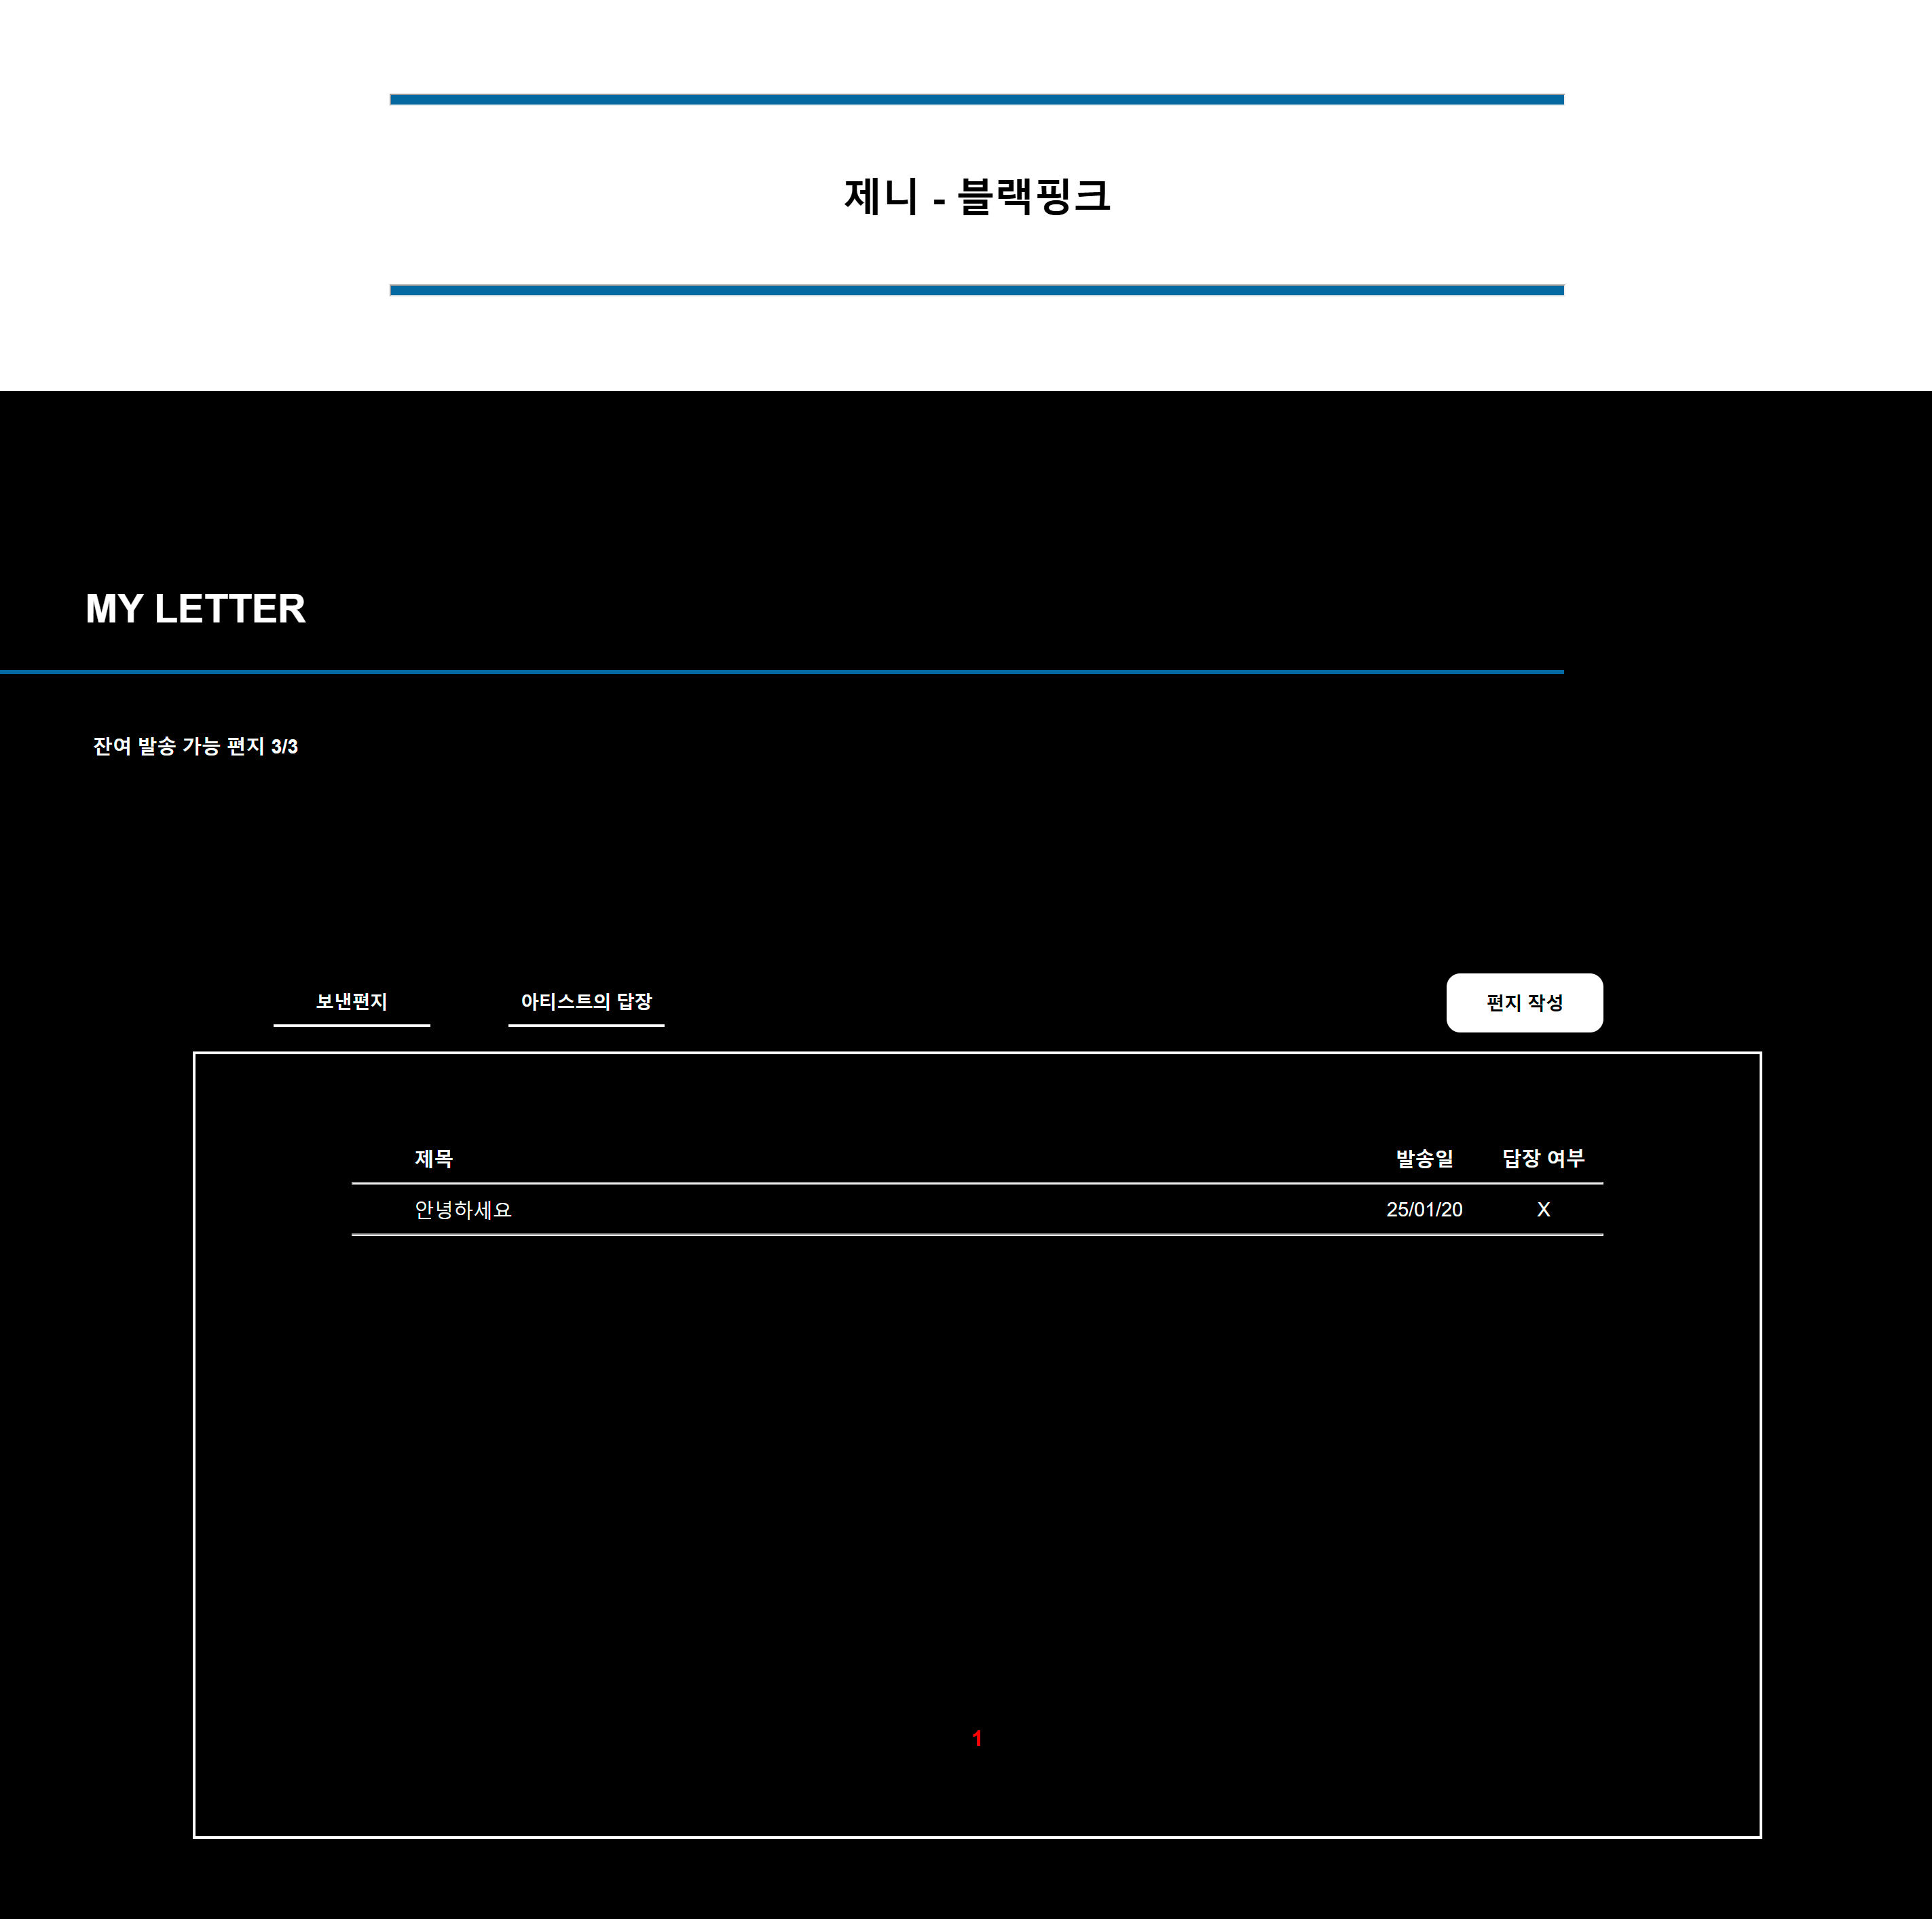 제니 - 블랙핑크
MY LETTER
잔여 발송 가능 편지 3/3
보낸편지 아티스트의 답장 편지 작성
제목 발송일 답장 여부
안녕하세요 25/01/20 X
1